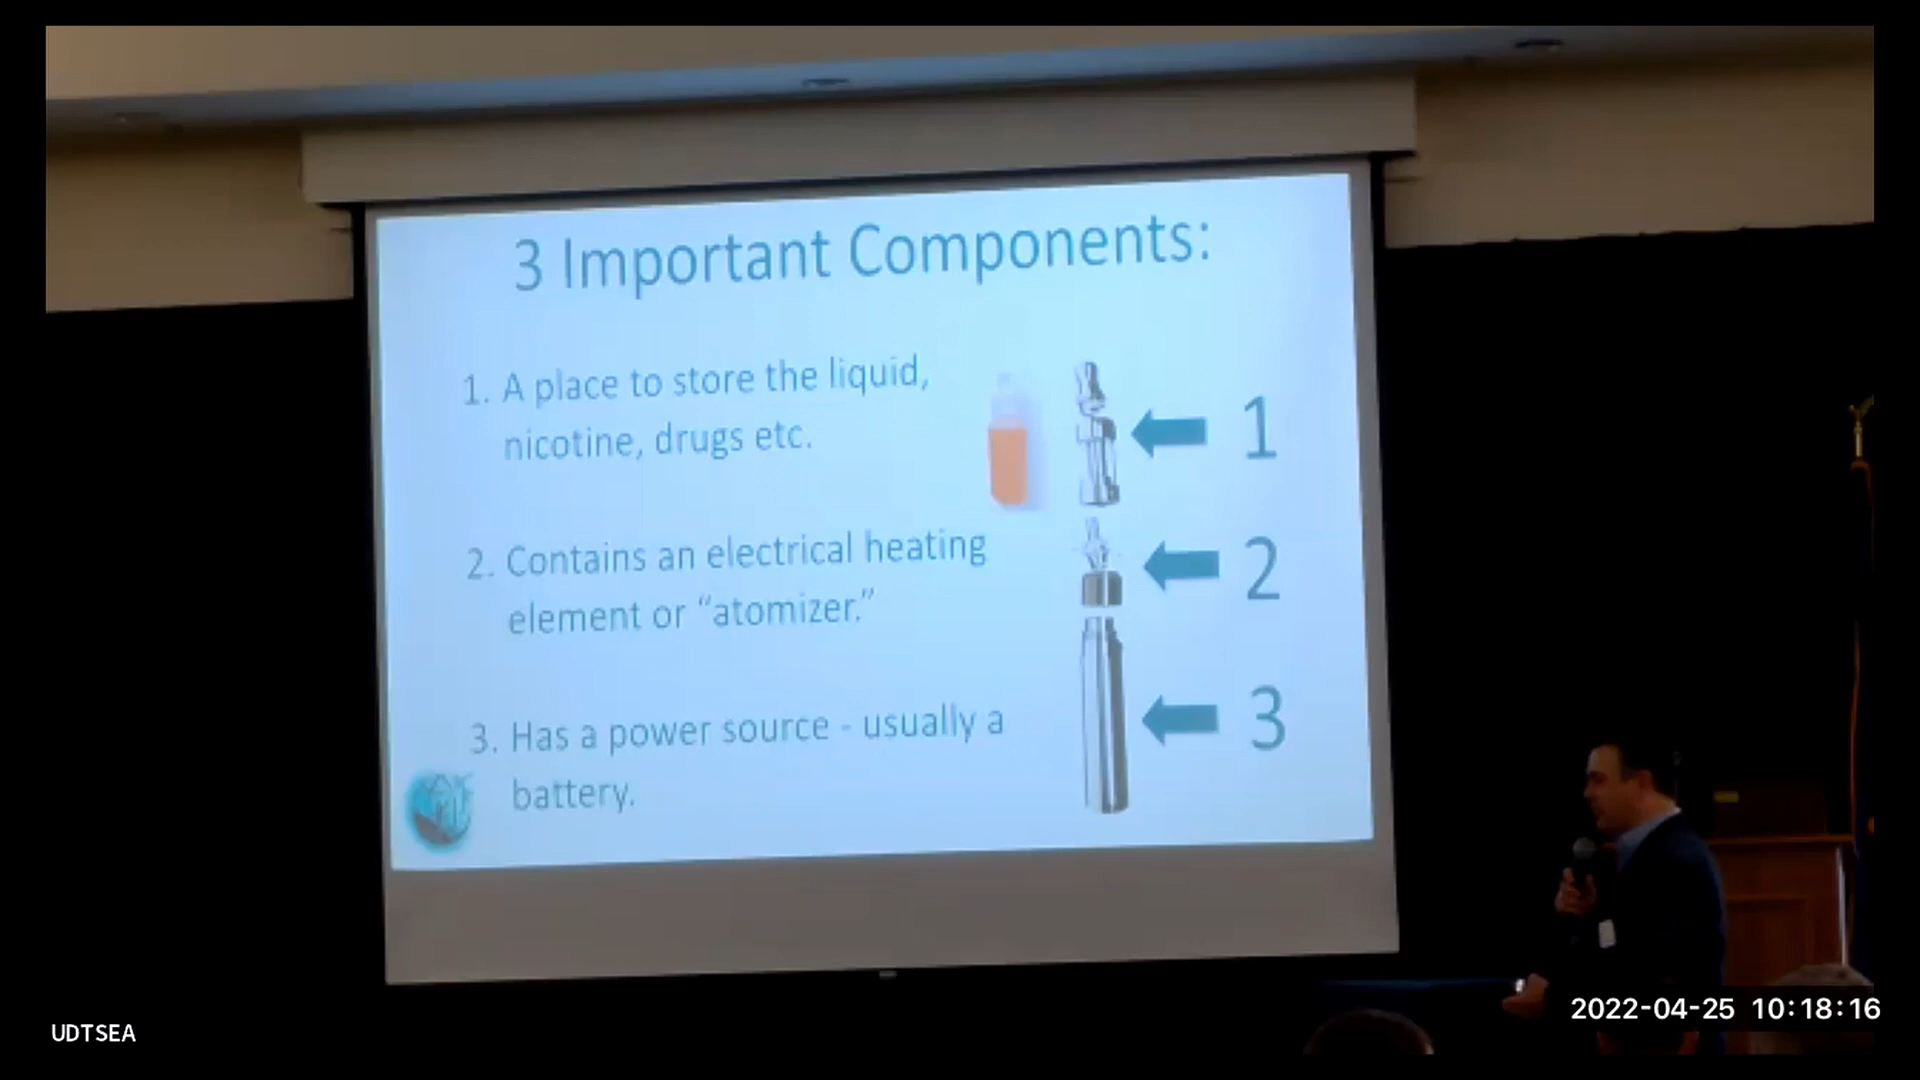 3 Important Components:
1. A place to store the liquid,
nicotine, drugs etc.
1
2. Contains an electrical heating
element or “atomizer.”
2
3. Has a power source - usually a
battery.
3
UDTSEA
2022-04-25 10:18:16